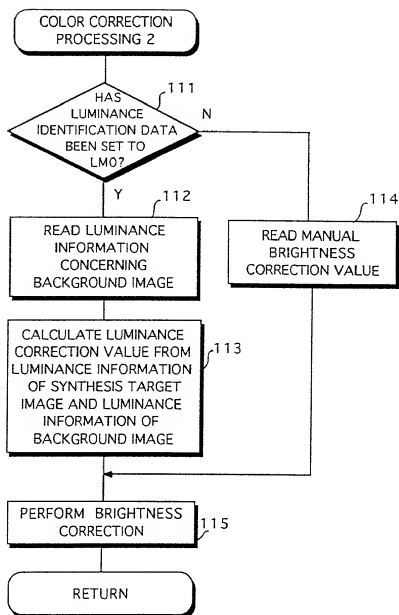 COLOR CORRECTION
PROCESSING 2
111
HAS
LUMINANCE
IDENTIFICATION DATA
BEEN SET TO
LM0?
N
Y
112
READ LUMINANCE
INFORMATION
CONCERNING
BACKGROUND IMAGE
114
READ MANUAL
BRIGHTNESS
CORRECTION VALUE
CALCULATE LUMINANCE
CORRECTION VALUE FROM
LUMINANCE INFORMATION
OF SYNTHESIS TARGET
IMAGE AND LUMINANCE
INFORMATION OF
BACKGROUND IMAGE
113
PERFORM BRIGHTNESS
CORRECTION
115
RETURN